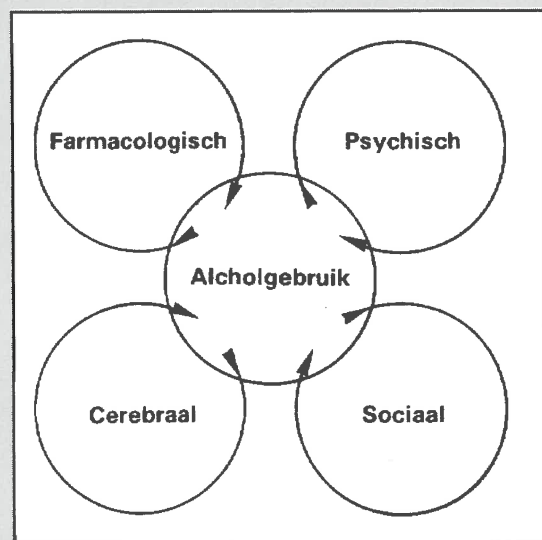 Farmacologisch
Psychisch
Alcholgebruik
Cerebraal
Sociaal